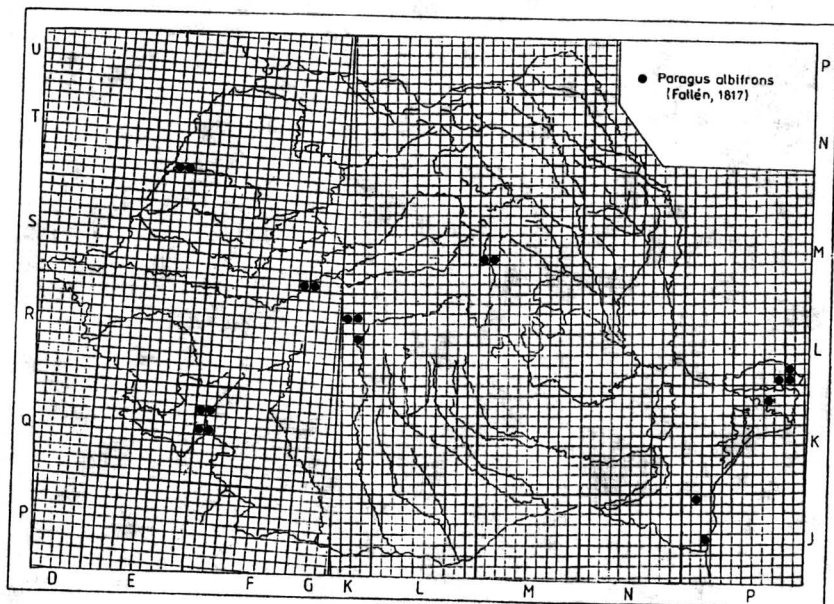 U
T
S
R
Q
P
P
N
M
L
K
J
● Paragus albifrons
(Fallén, 1817)
D E F G K L M N P